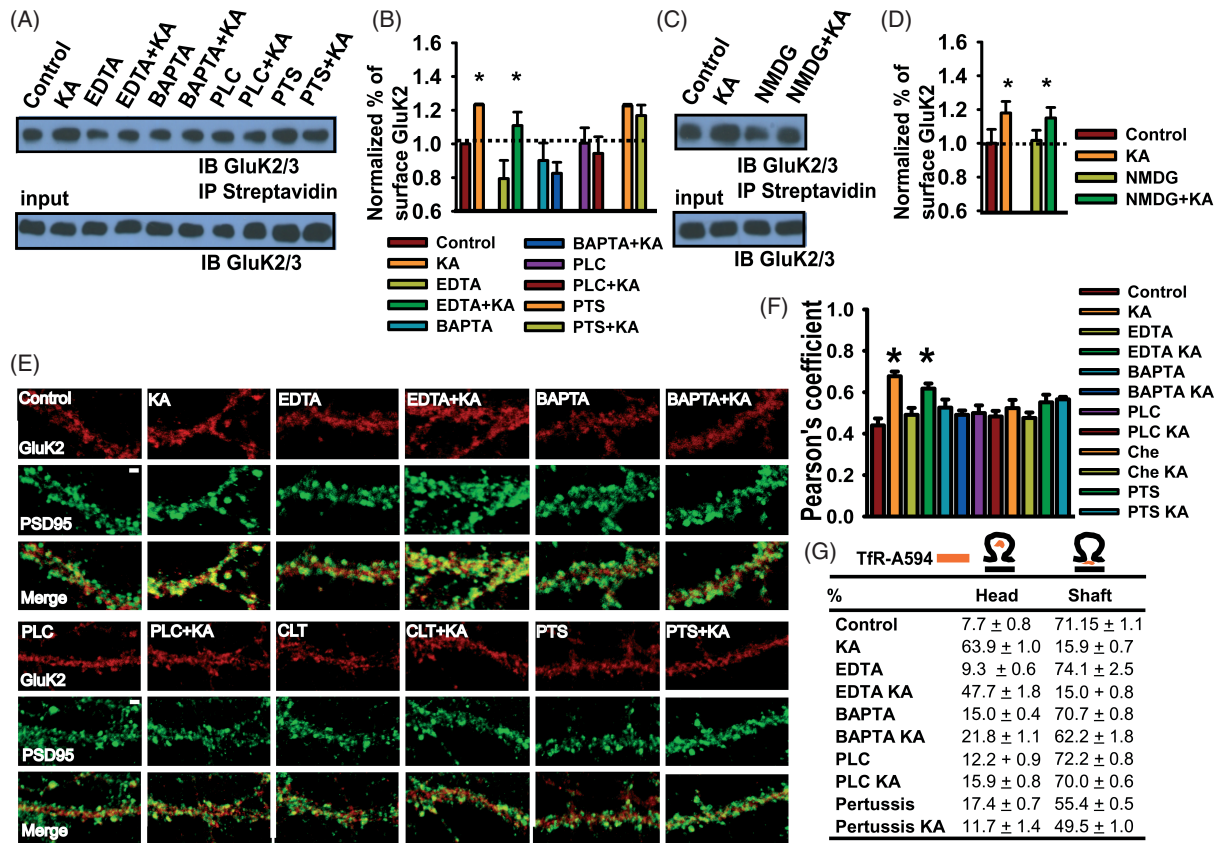 (A)
Control
KA
EDTA
EDTA+KA
BAPTA
BAPTA+KA
PLC
PLC+KA
PTS
PTS+KA
IB GluK2/3
input
IP Streptavidin
IB GluK2/3
(B)
Normalized % of
surface GluK2
1.6
1.4
1.2
1.0
0.8
0.6
*
*
Control
KA
EDTA
EDTA+KA
BAPTA
BAPTA+KA
PLC
PLC+KA
PTS
PTS+KA
(C)
Control
KA
NMDG
NMDG+KA
IB GluK2/3
input
IP Streptavidin
IB GluK2/3
(D)
Normalized % of
surface GluK2
1.6
1.4
1.2
1.0
0.8
0.6
*
*
Control
KA
NMDG
NMDG+KA
(E)
Control
KA
EDTA
EDTA+KA
BAPTA
BAPTA+KA
GluK2
PSD95
Merge
PLC
PLC+KA
CLT
CLT+KA
PTS
PTS+KA
GluK2
PSD95
Merge
(F)
Pearson's coefficient
1.0
0.8
0.6
0.4
0.2
0.0
*
*
Control
KA
EDTA
EDTA KA
BAPTA
BAPTA KA
PLC
PLC KA
Che
Che KA
PTS
PTS KA
(G)
TfR-A594
% Head Shaft
Control 7.7 ± 0.8 71.15 ± 1.1
KA 63.9 ± 1.0 15.9 ± 0.7
EDTA 9.3 ± 0.6 74.1 ± 2.5
EDTA KA 47.7 ± 1.8 15.0 + 0.8
BAPTA 15.0 ± 0.4 70.7 ± 0.8
BAPTA KA 21.8 ± 1.1 62.2 ± 1.8
PLC 12.2 + 0.9 72.2 ± 0.8
PLC KA 15.9 ± 0.8 70.0 ± 0.6
Pertussis 17.4 ± 0.7 55.4 ± 0.5
Pertussis KA 11.7 ± 1.4 49.5 ± 1.0